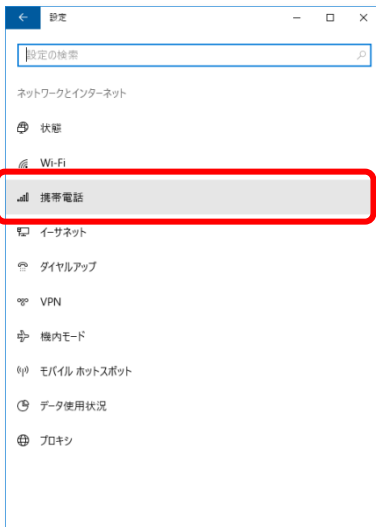 設定
設定の検索
ネットワークとインターネット
状態
Wi-Fi
携帯電話
イーサネット
ダイヤルアップ
VPN
機内モード
モバイル ホットスポット
データ使用状況
プロキシ